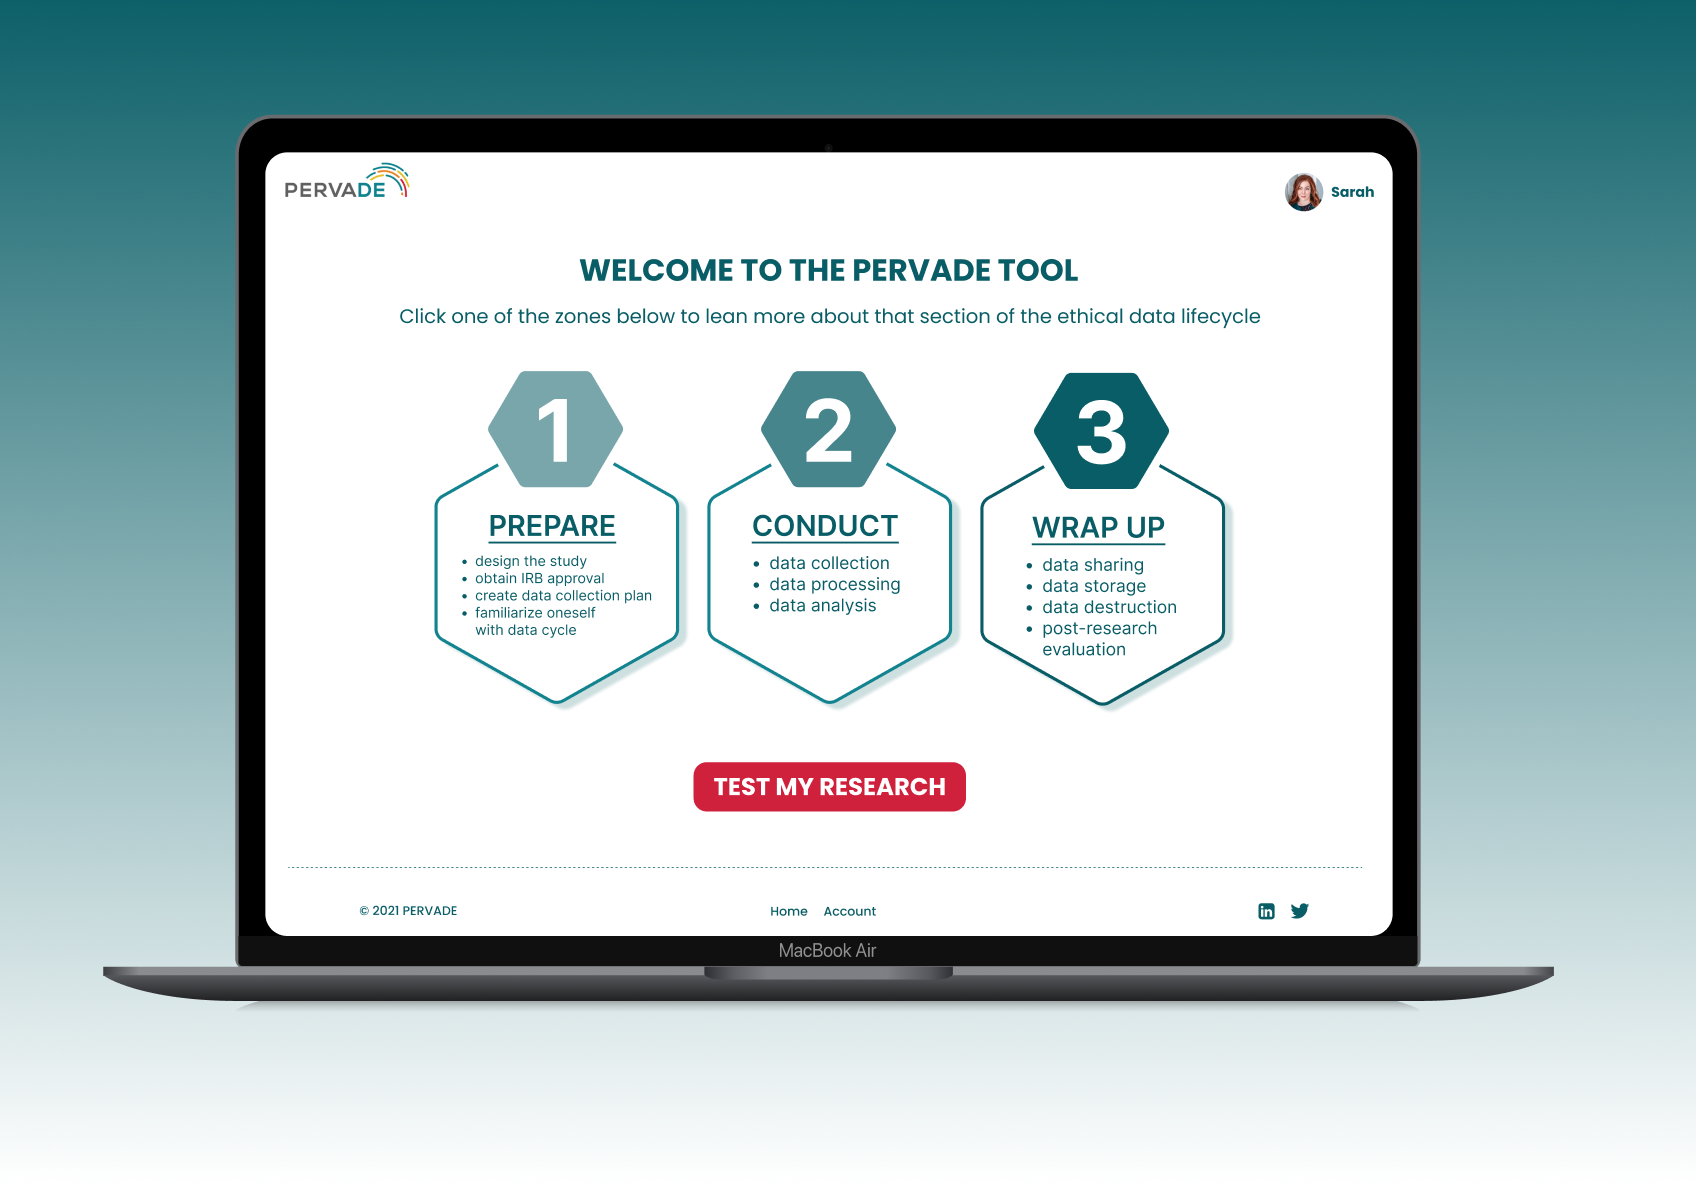 PERVADE
Sarah
WELCOME TO THE PERVADE TOOL
Click one of the zones below to lean more about that section of the ethical data lifecycle
1
PREPARE
• design the study
• obtain IRB approval
• create data collection plan
• familiarize oneself
with data cycle
2
CONDUCT
• data collection
• data processing
• data analysis
3
WRAP UP
• data sharing
• data storage
• data destruction
• post-research
evaluation
TEST MY RESEARCH
© 2021 PERVADE
Home Account
in
MacBook Air